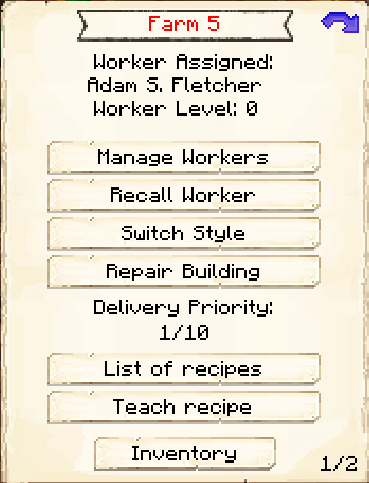 Farm 5
Worker Assigned:
Adam S. Fletcher
Worker Level: 0
Manage Workers
Recall Worker
Switch Style
Repair Building
Delivery Priority:
1/10
List of recipes
Teach recipe
Inventory
1/2